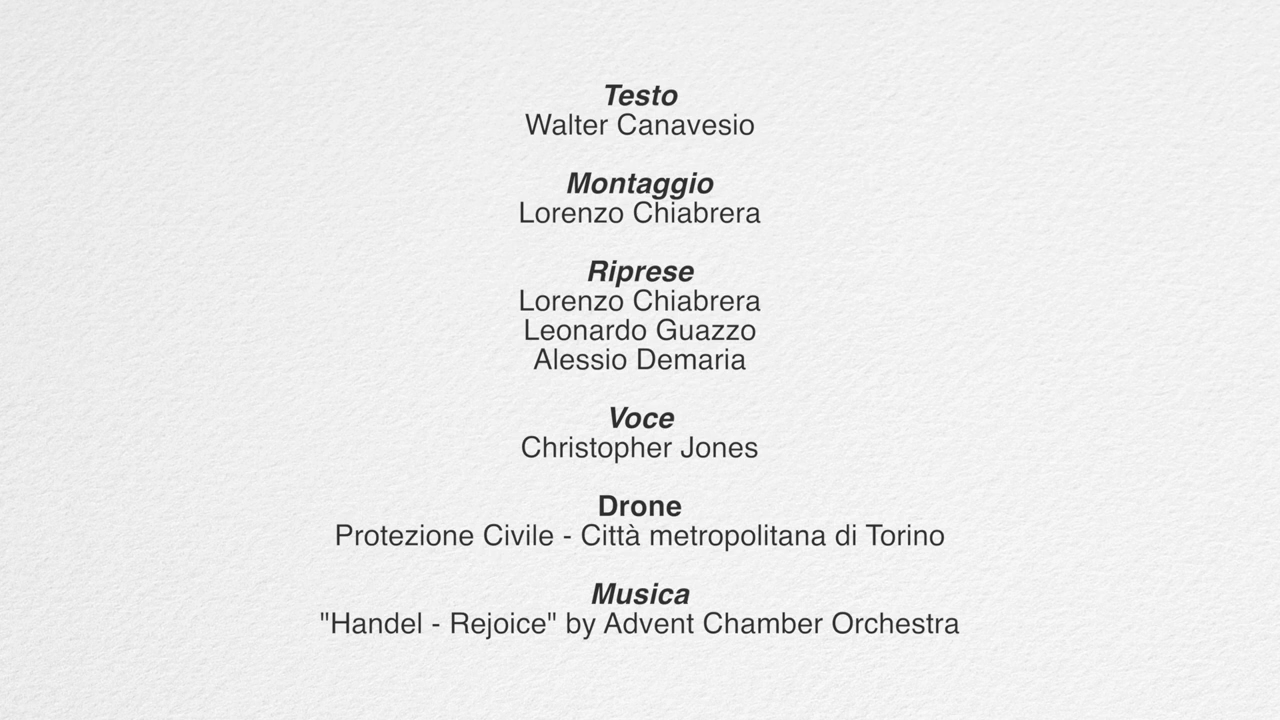 Testo
Walter Canavesio
Montaggio
Lorenzo Chiabrera
Riprese
Lorenzo Chiabrera
Leonardo Guazzo
Alessio Demaria
Voce
Christopher Jones
Drone
Protezione Civile - Città metropolitana di Torino
Musica
"Handel - Rejoice" by Advent Chamber Orchestra